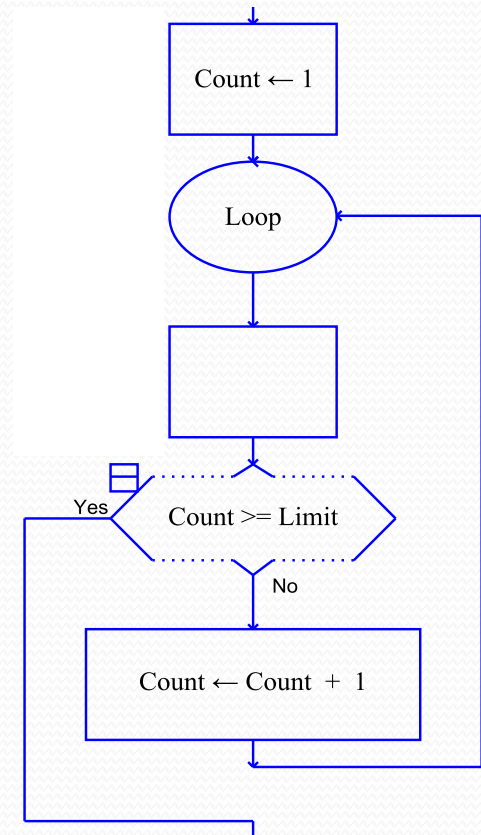 Count ← 1
Loop
Count >= Limit
Yes
No
Count ← Count + 1